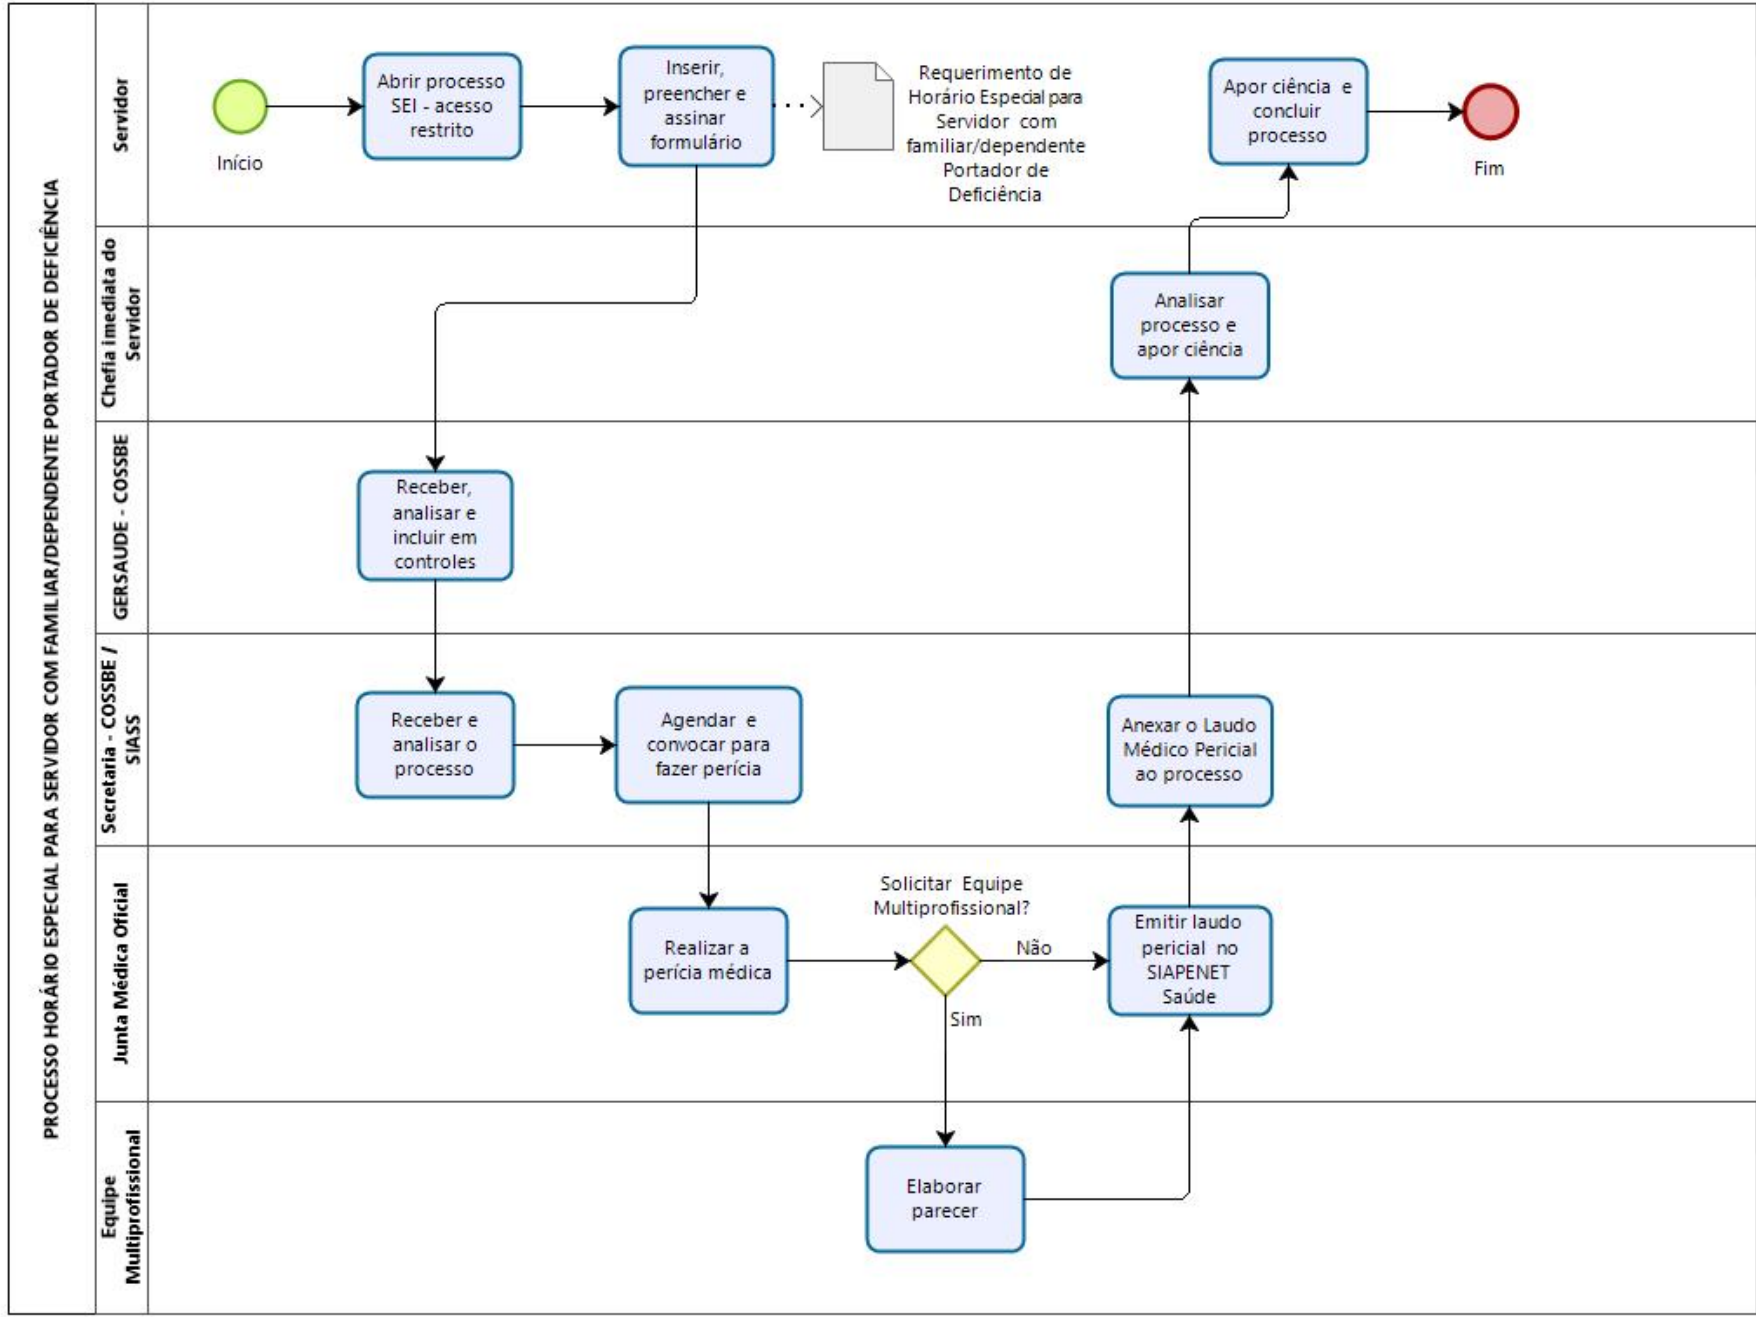 PROCESSO HORÁRIO ESPECIAL PARA SERVIDOR COM FAMILIAR/DEPENDENTE PORTADOR DE DEFICIÊNCIA
Servidor
Início
Abrir processo
SEI - acesso
restrito
Inserir,
preencher e
assinar
formulário
Requerimento de
Horário Especial para
Servidor com
familiar/dependente
Portador de
Deficiência
Apor ciência e
concluir
processo
Fim
Chefia imediata do
Servidor
Analisar
processo e
apor ciência
GERSAUDE - COSSBE
Receber,
analisar e
incluir em
controles
Secretaria - COSSBE /
SIASS
Receber e
analisar o
processo
Agendar e
convocar para
fazer perícia
Anexar o Laudo
Médico Pericial
ao processo
Junta Médica Oficial
Realizar a
perícia médica
Solicitar Equipe
Multiprofissional?
Não
Sim
Emitir laudo
pericial no
SIAPENET
Saúde
Equipe
Multiprofissional
Elaborar
parecer